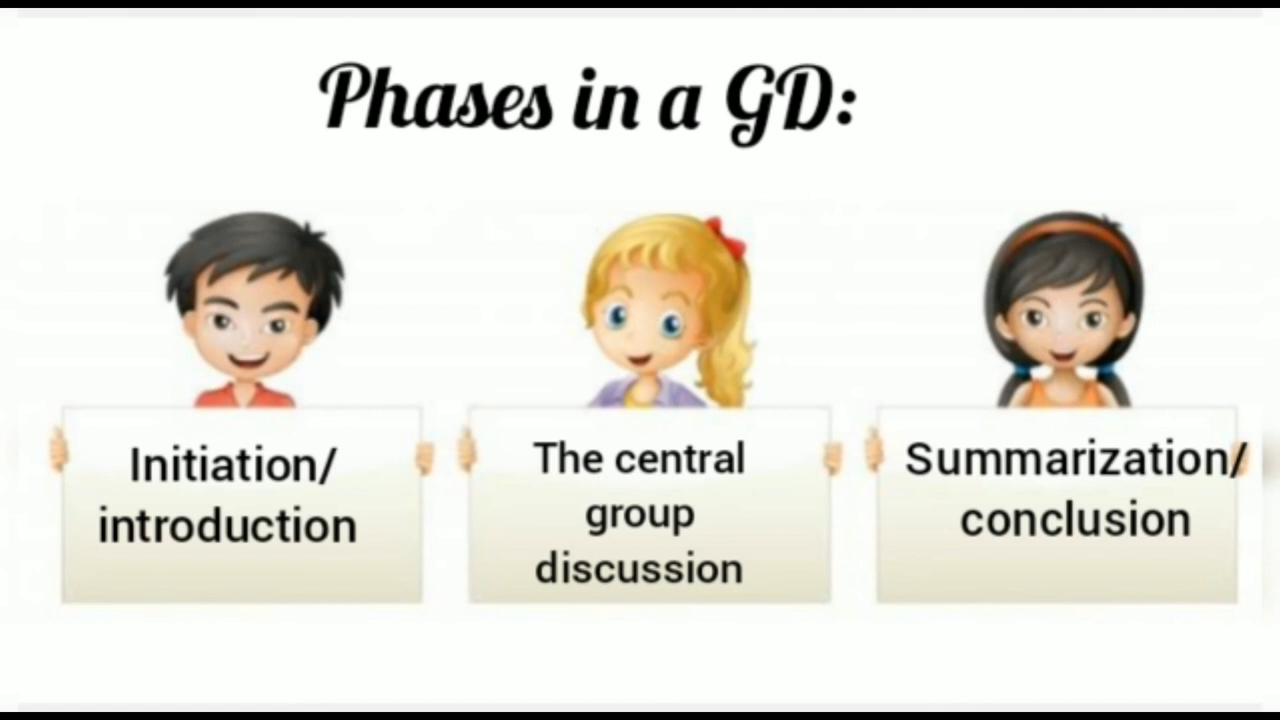 Phases in a GD:
Initiation/
introduction
The central
group
discussion
Summarization/
conclusion